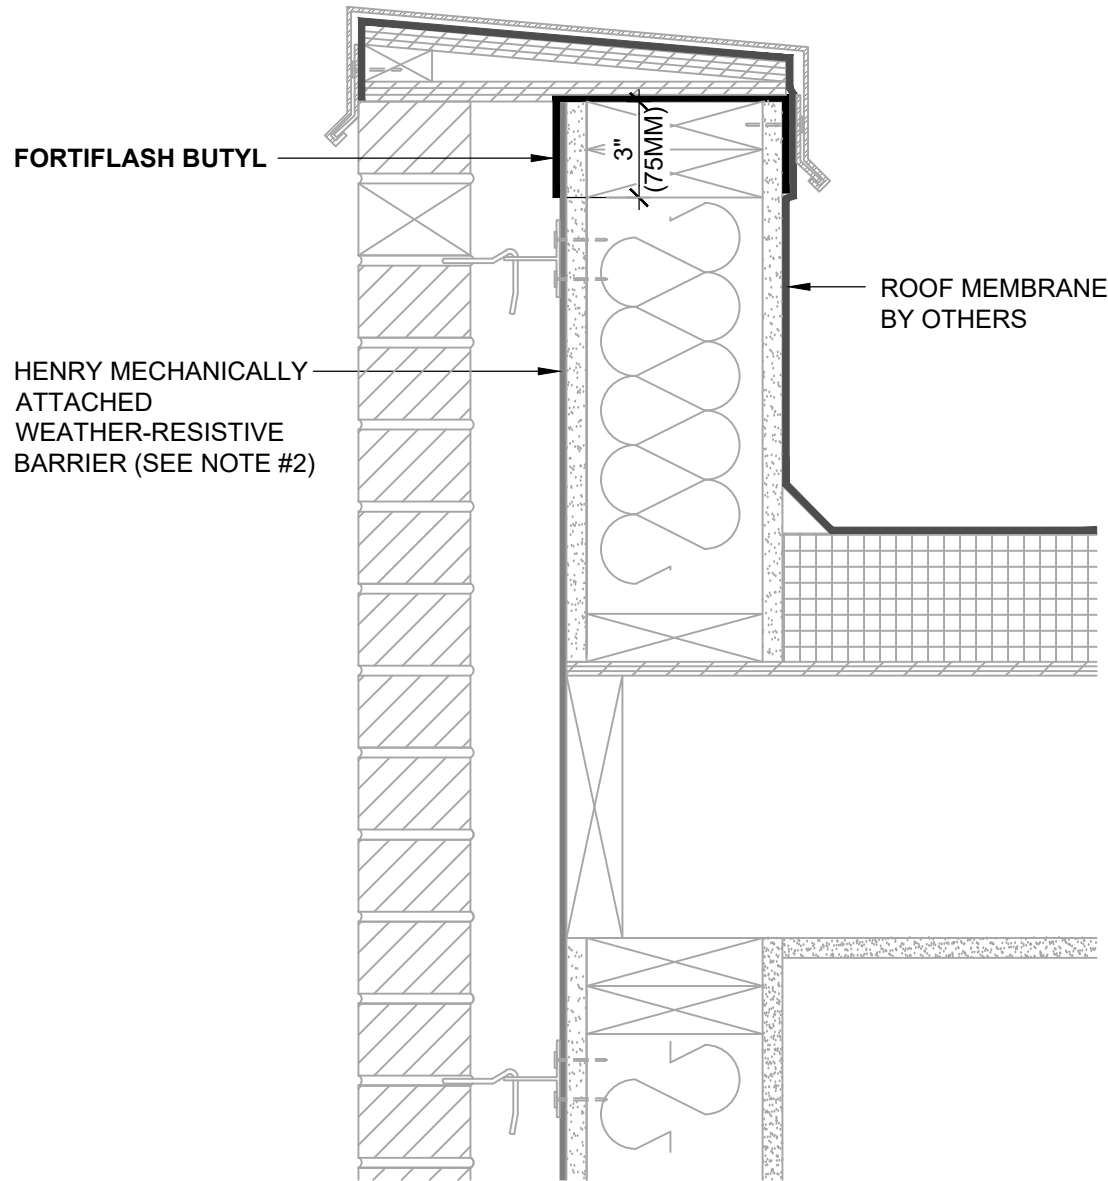 FORTIFLASH BUTYL
3"
(75MM)
ROOF MEMBRANE
BY OTHERS
HENRY MECHANICALLY
ATTACHED
WEATHER-RESISTIVE
BARRIER (SEE NOTE #2)